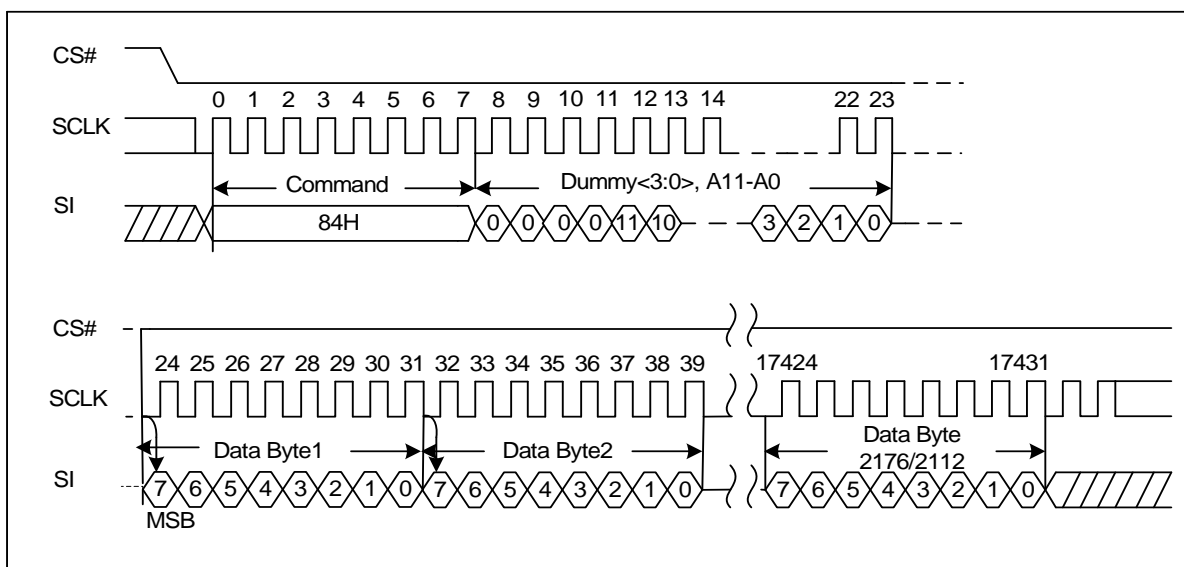 CS#
0 1 2 3 4 5 6 7 8 9 10 11 12 13 14 22 23
SCLK
Command Dummy<3:0>, A11-A0
SI
84H 0 0 0 0 11 10 3 2 1 0
CS#
24 25 26 27 28 29 30 31 32 33 34 35 36 37 38 39 17424 17431
SCLK
Data Byte1 Data Byte2 Data Byte
2176/2112
SI
7 6 5 4 3 2 1 0 7 6 5 4 3 2 1 0 7 6 5 4 3 2 1 0
MSB